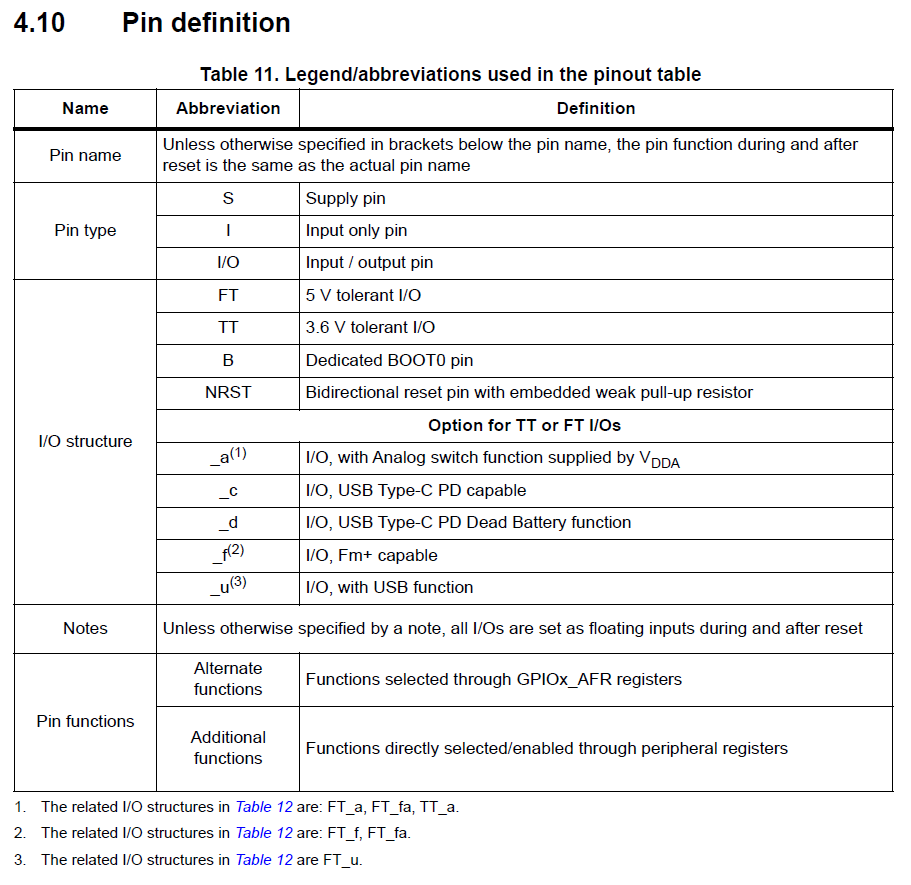 4.10 Pin definition
Table 11. Legend/abbreviations used in the pinout table
Name Abbreviation Definition
Pin name
Unless otherwise specified in brackets below the pin name, the pin function during and after
reset is the same as the actual pin name
Pin type
S Supply pin
I Input only pin
I/O Input / output pin
I/O structure
FT 5 V tolerant I/O
TT 3.6 V tolerant I/O
B Dedicated BOOT0 pin
NRST Bidirectional reset pin with embedded weak pull-up resistor
Option for TT or FT I/Os
_a(1) I/O, with Analog switch function supplied by VDDA
_c I/O, USB Type-C PD capable
_d I/O, USB Type-C PD Dead Battery function
_f(2) I/O, Fm+ capable
_u(3) I/O, with USB function
Notes Unless otherwise specified by a note, all I/Os are set as floating inputs during and after reset
Pin functions
Alternate
functions
Functions selected through GPIOx_AFR registers
Additional
functions
Functions directly selected/enabled through peripheral registers
1. The related I/O structures in Table 12 are: FT_a, FT_fa, TT_a.
2. The related I/O structures in Table 12 are: FT_f, FT_fa.
3. The related I/O structures in Table 12 are FT_u.